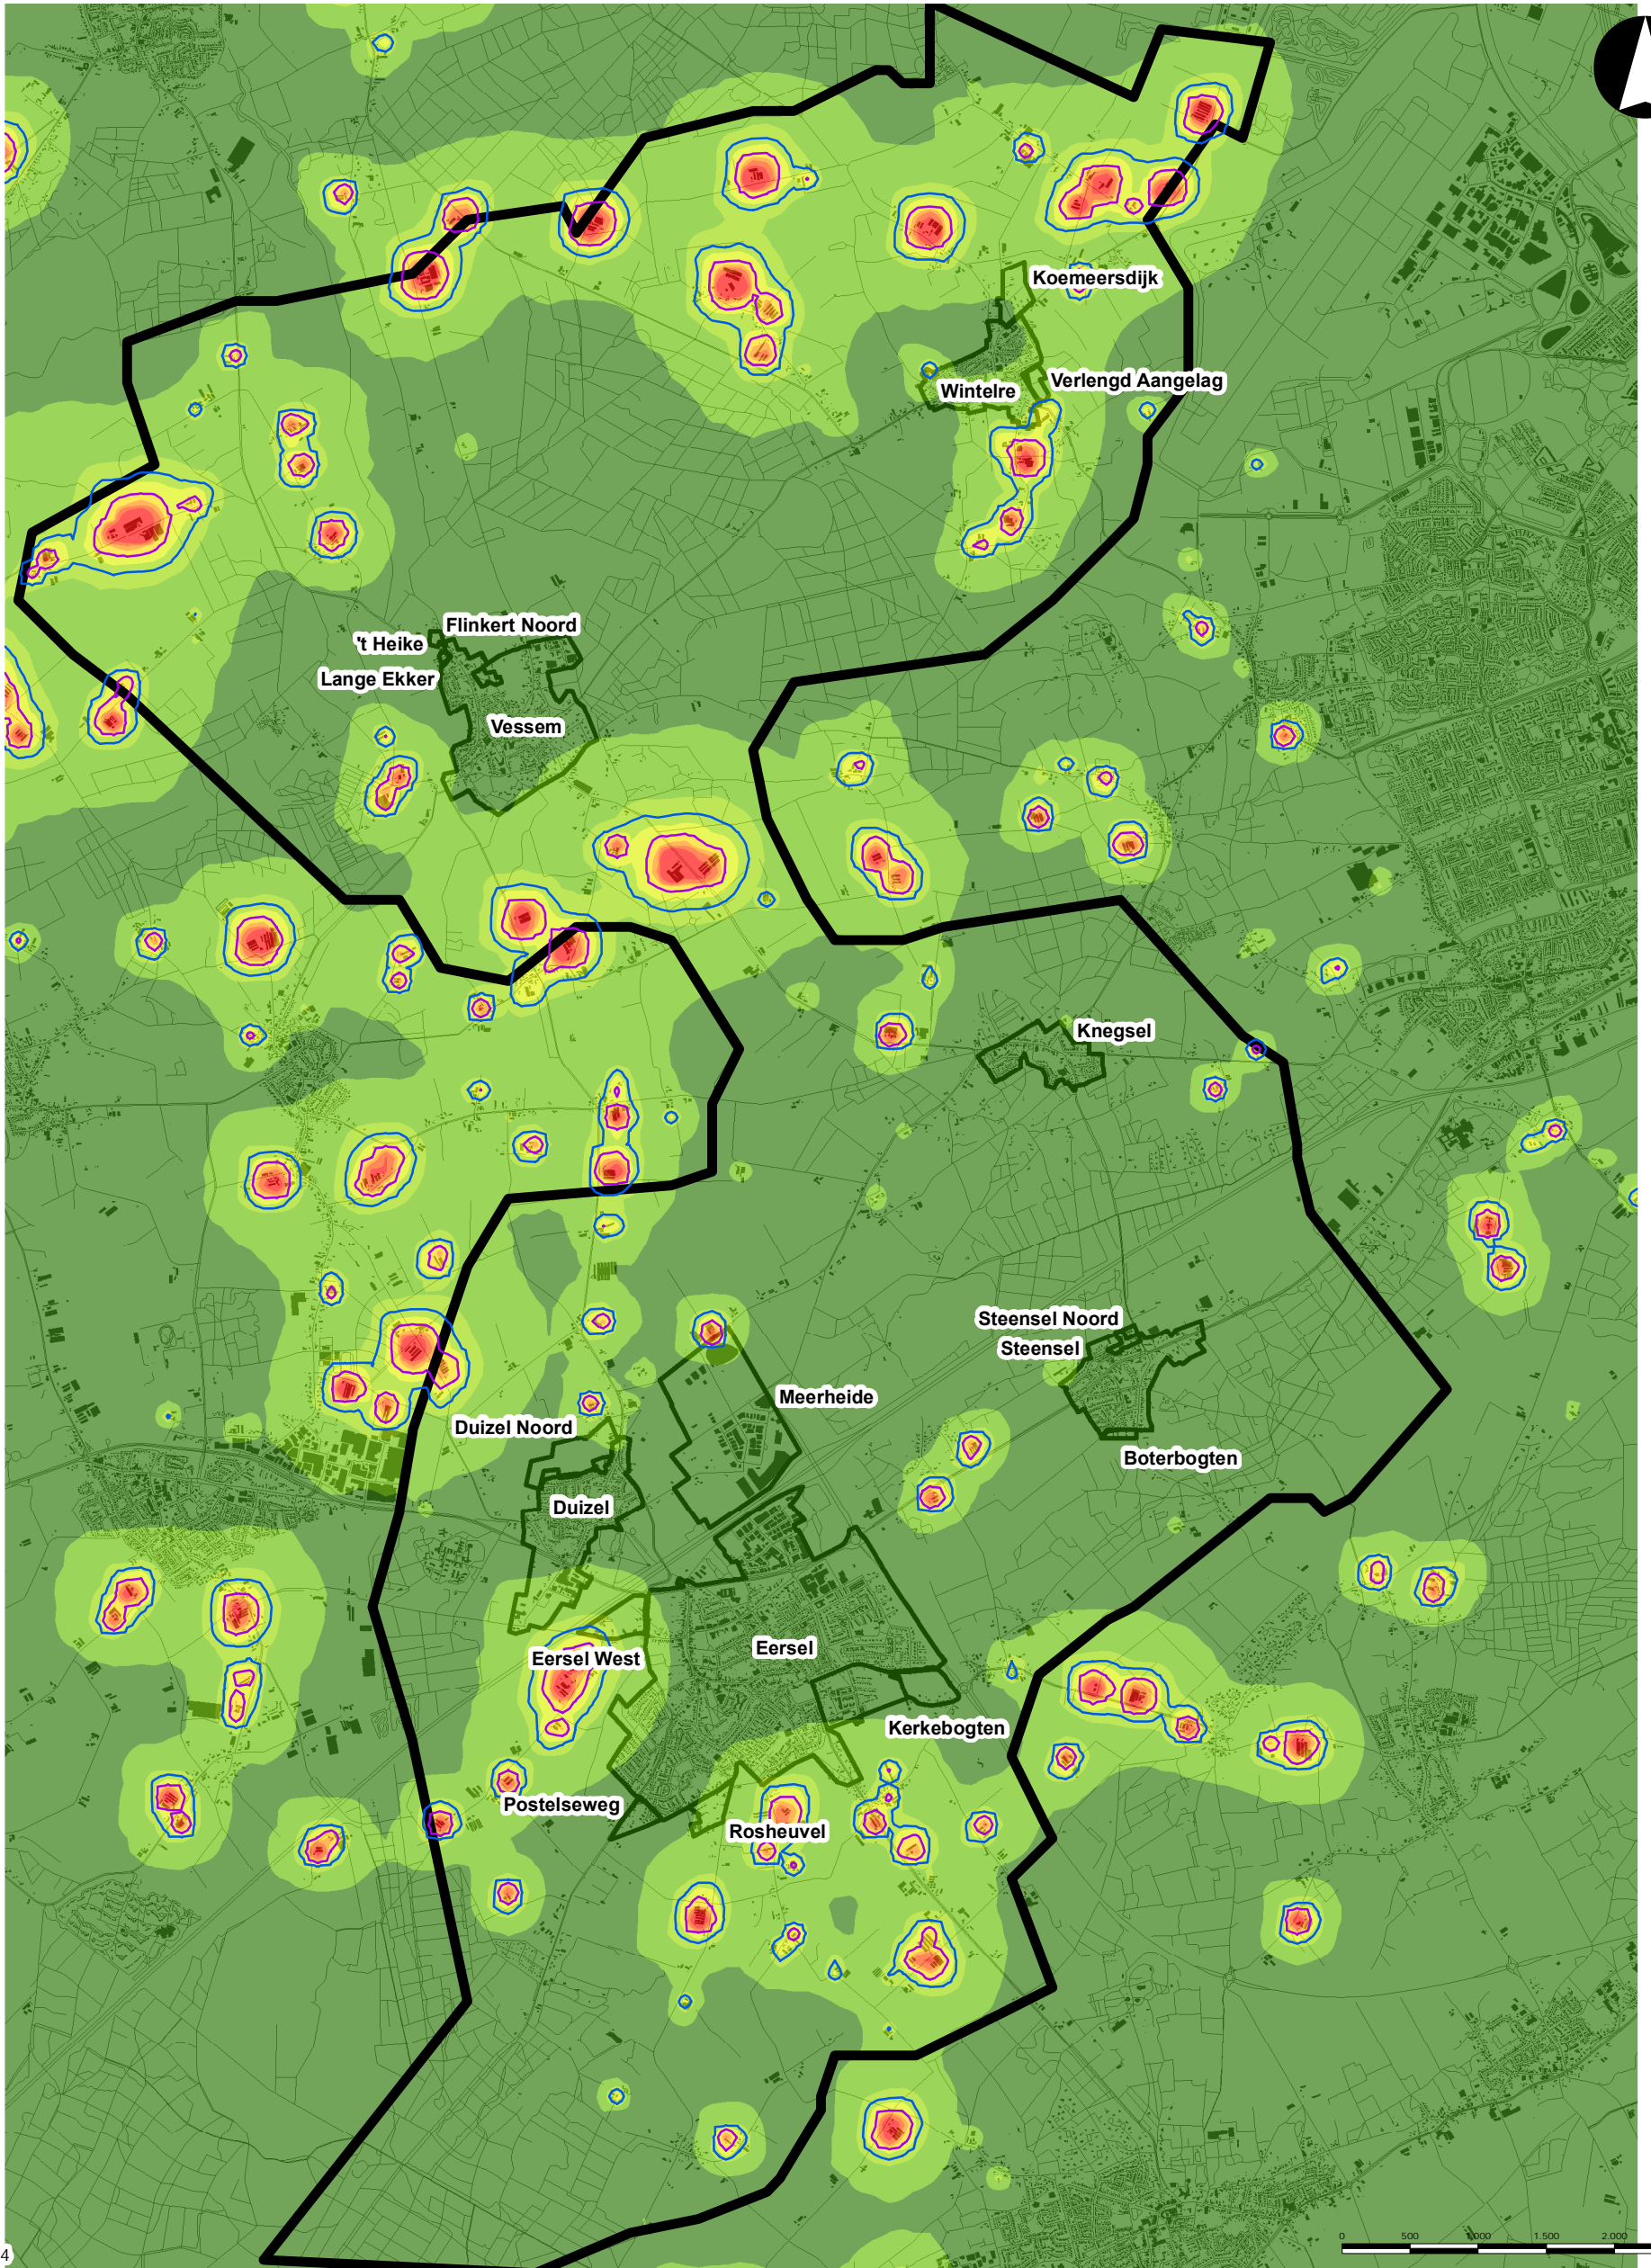 Koemeersdijk
Verlengd Aangelag
Wintelre
Flinkert Noord
't Heike
Lange Ekker
Vessem
Knegsel
Steensel Noord
Steensel
Meerheide
Duizel Noord
Boterbogten
Duizel
Eersel
Eersel West
Kerkebogten
Postelseweg
Rosheuvel
0 500 1.000 1.500 2.000
4